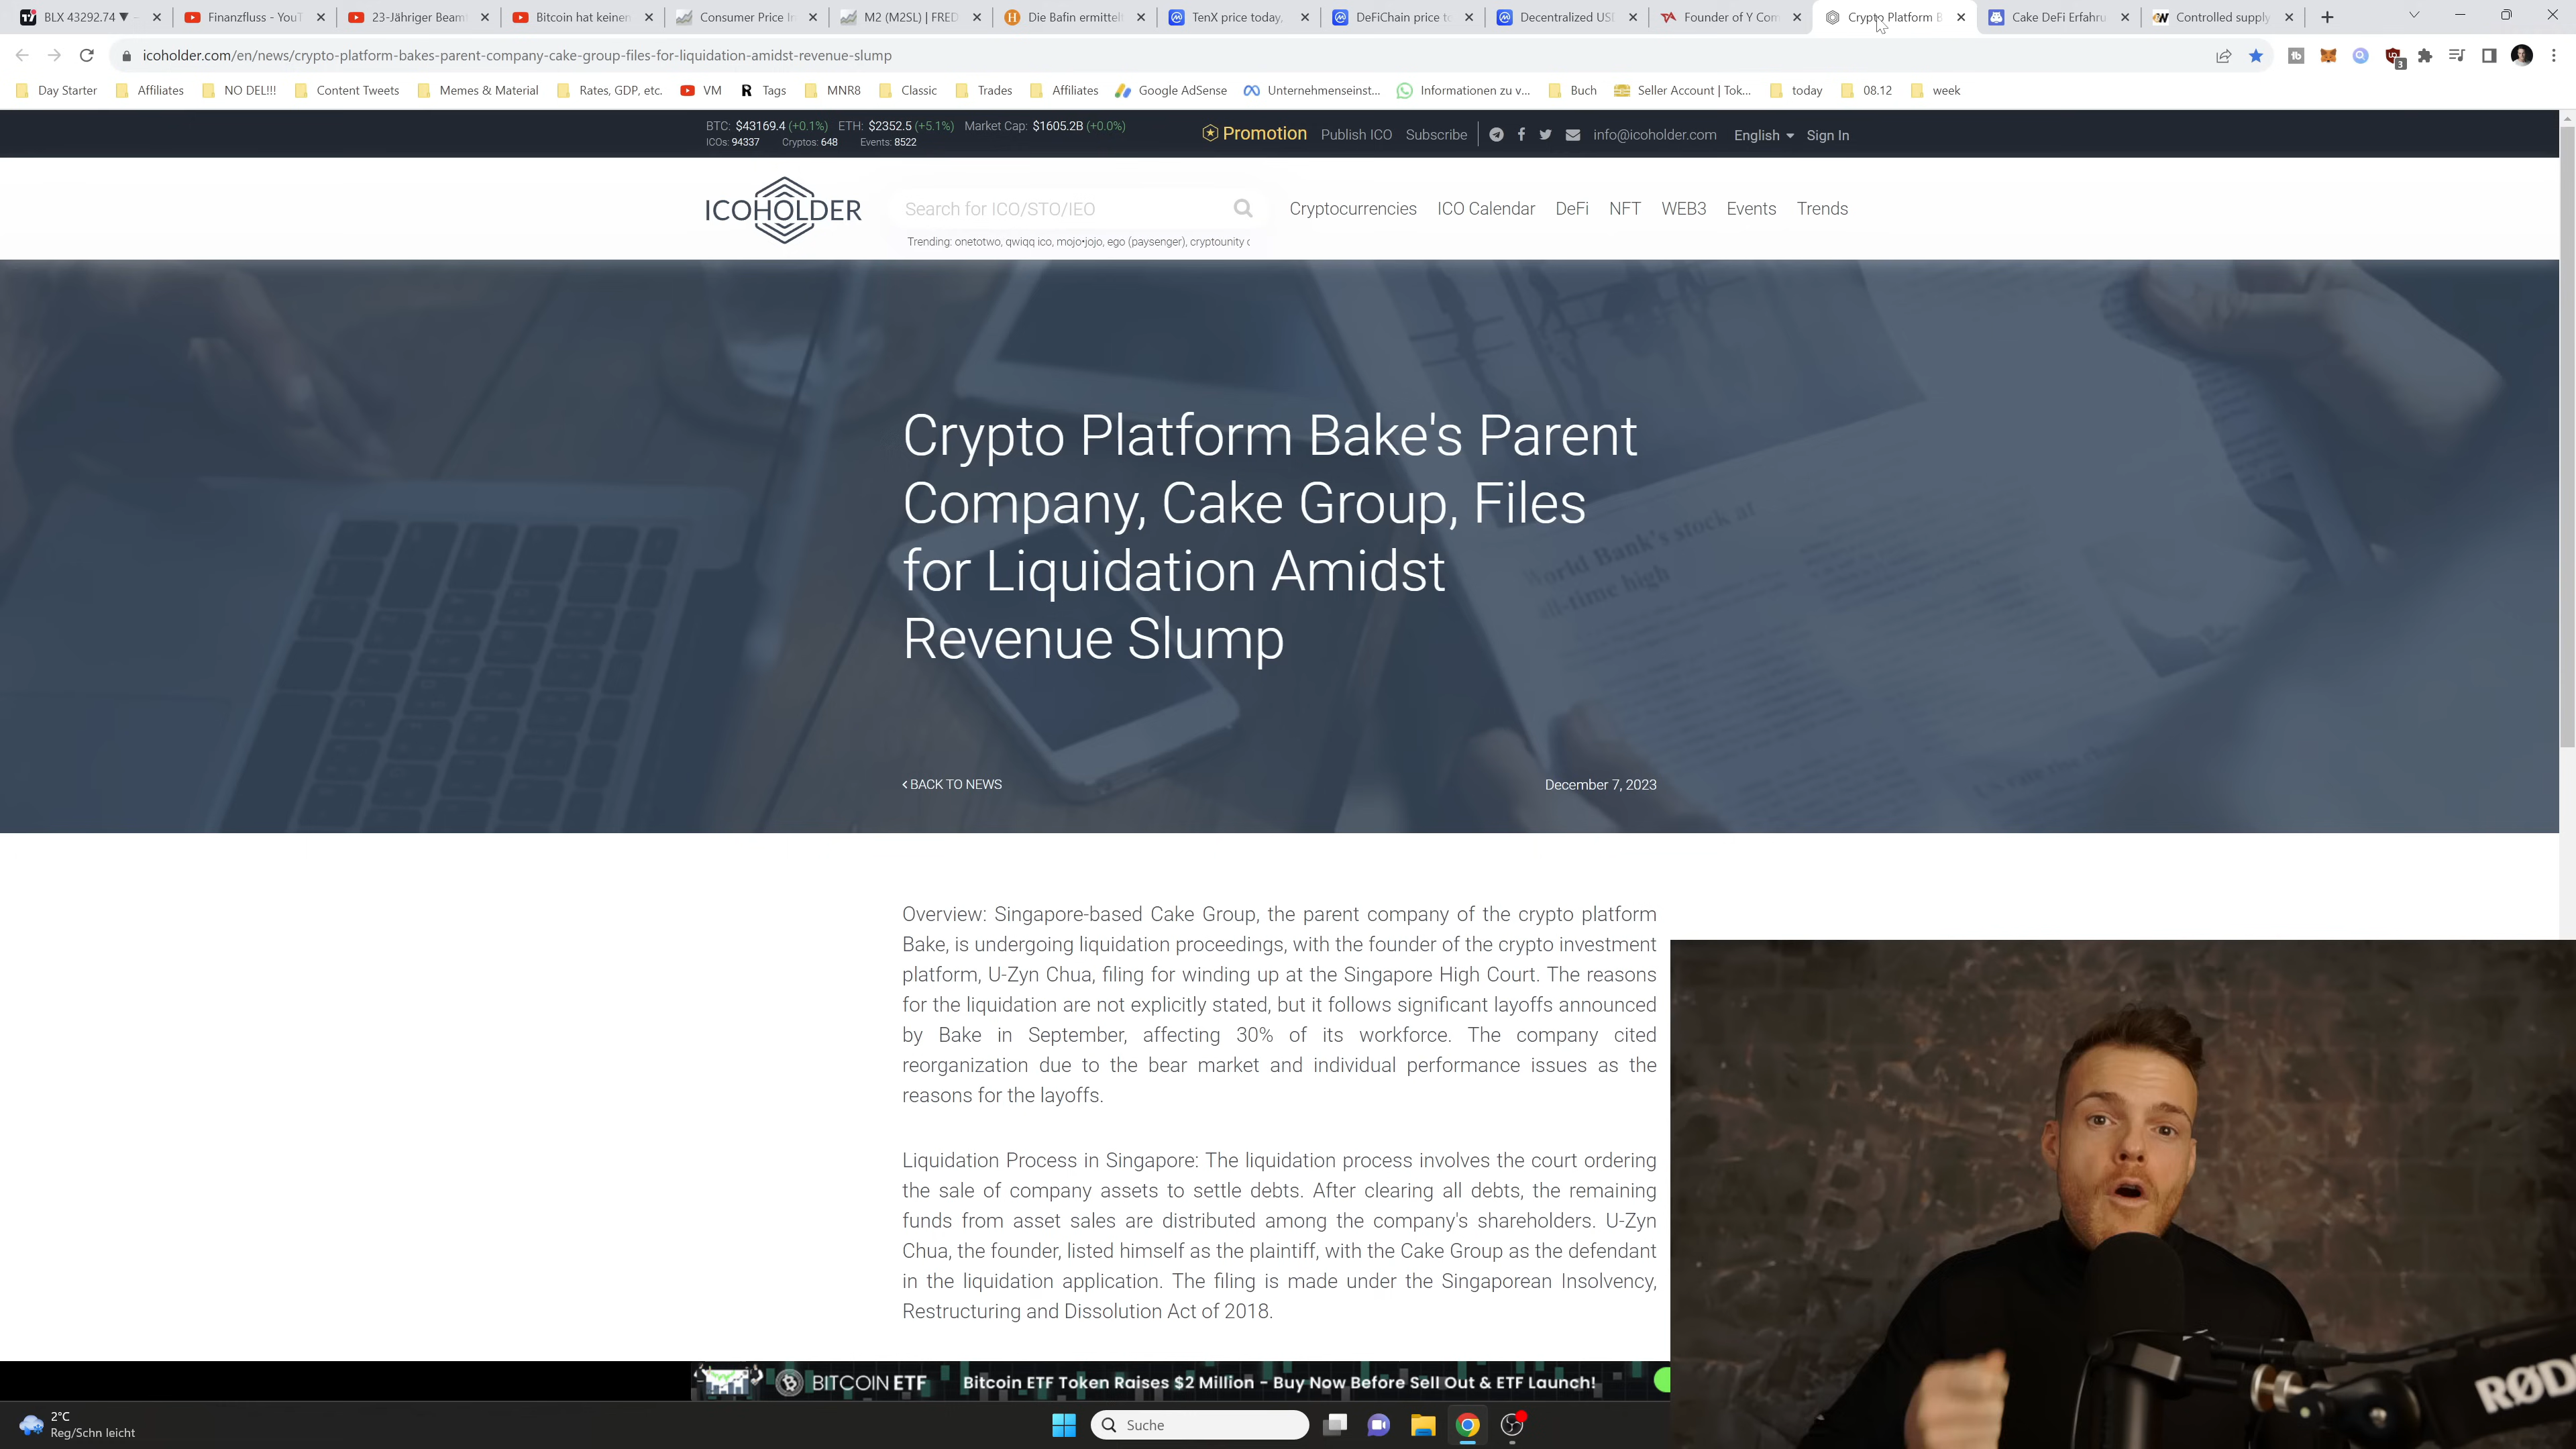 BLX 43292.74 ▼
Finanzfluss - YouT
23-Jähriger Beam
Bitcoin hat keinen
Consumer Price I
M2 (M2SL) | FRED
Die Bafin ermittelt
TenX price today,
DeFiChain price to
Decentralized USI
Founder of Y Com
Crypto Platform B
Cake DeFi Erfahru
Controlled supply
icoholder.com/en/news/crypto-platform-bakes-parent-company-cake-group-files-for-liquidation-amidst-revenue-slump
3
Day Starter
Affiliates
NO DEL!!!
Content Tweets
Memes & Material
Rates, GDP, etc.
VM
Tags
MNR8
Classic
Trades
Affiliates
Google AdSense
Unternehmenseinst...
Informationen zu v...
Buch
Seller Account | Tok...
today
08.12
week
BTC: $43169.4 (+0.1%) ETH: $2352.5 (+5.1%) Market Cap: $1605.2B (+0.0%)
ICOs: 94337 Cryptos: 648 Events: 8522
Promotion Publish ICO Subscribe info@icoholder.com English Sign In
ICOHOLDER
Search for ICO/STO/IEO
Trending: onetotwo, qwiqq ico, mojo•jojo, ego (paysenger), cryptounity c
Cryptocurrencies ICO Calendar DeFi NFT WEB3 Events Trends
Crypto Platform Bake's Parent
Company, Cake Group, Files
for Liquidation Amidst
Revenue Slump
World Bank's stock at
all-time high
< BACK TO NEWS
December 7, 2023
Overview: Singapore-based Cake Group, the parent company of the crypto platform
Bake, is undergoing liquidation proceedings, with the founder of the crypto investment
platform, U-Zyn Chua, filing for winding up at the Singapore High Court. The reasons
for the liquidation are not explicitly stated, but it follows significant layoffs announced
by Bake in September, affecting 30% of its workforce. The company cited
reorganization due to the bear market and individual performance issues as the
reasons for the layoffs.
Liquidation Process in Singapore: The liquidation process involves the court ordering
the sale of company assets to settle debts. After clearing all debts, the remaining
funds from asset sales are distributed among the company's shareholders. U-Zyn
Chua, the founder, listed himself as the plaintiff, with the Cake Group as the defendant
in the liquidation application. The filing is made under the Singaporean Insolvency,
Restructuring and Dissolution Act of 2018.
BITCOIN ETF
Bitcoin ETF Token Raises $2 Million - Buy Now Before Sell Out & ETF Launch!
RØD
2°C
Reg/Schn leicht
Suche